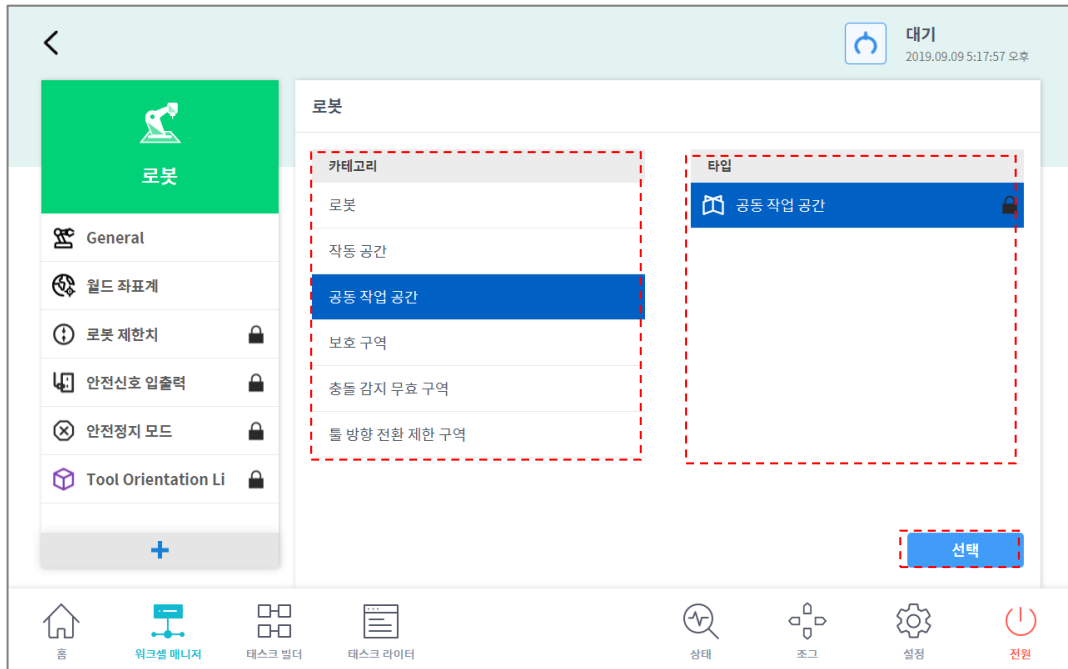 대기
2019.09.09 5:17:57 오후
로봇
General
월드 좌표계
로봇 제한치
안전신호 입출력
안전정지 모드
Tool Orientation Li
+
로봇
카테고리
로봇
작동 공간
공동 작업 공간
보호 구역
충돌 감지 무효 구역
툴 방향 전환 제한 구역
타입
공동 작업 공간
선택
홈
워크셀 매니저
태스크 빌더
태스크 라이터
상태
조그
설정
전원